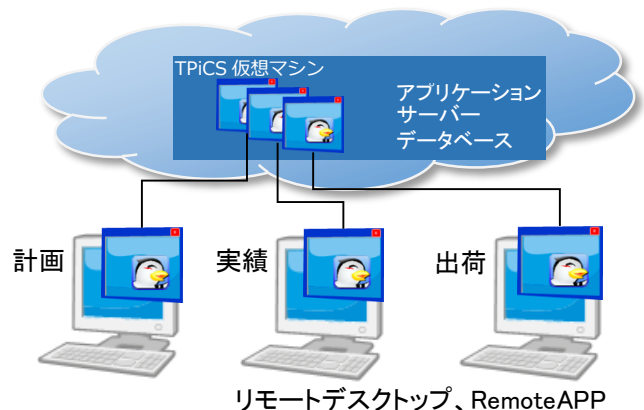 TPiCS 仮想マシン
アプリケーション
サーバー
データベース
計画
実績
出荷
リモートデスクトップ、RemoteAPP